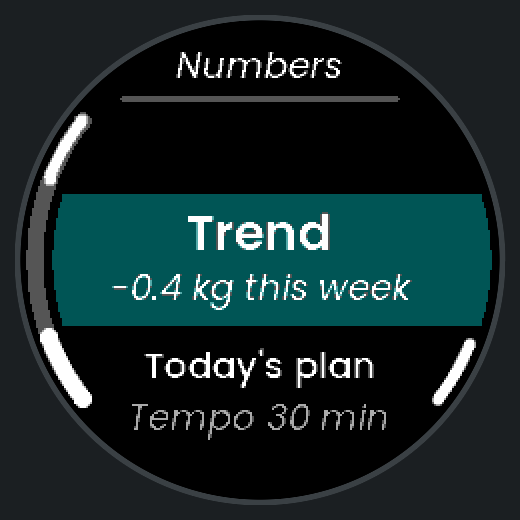 Numbers
Trend
-0.4 kg this week
Today's plan
Tempo 30 min